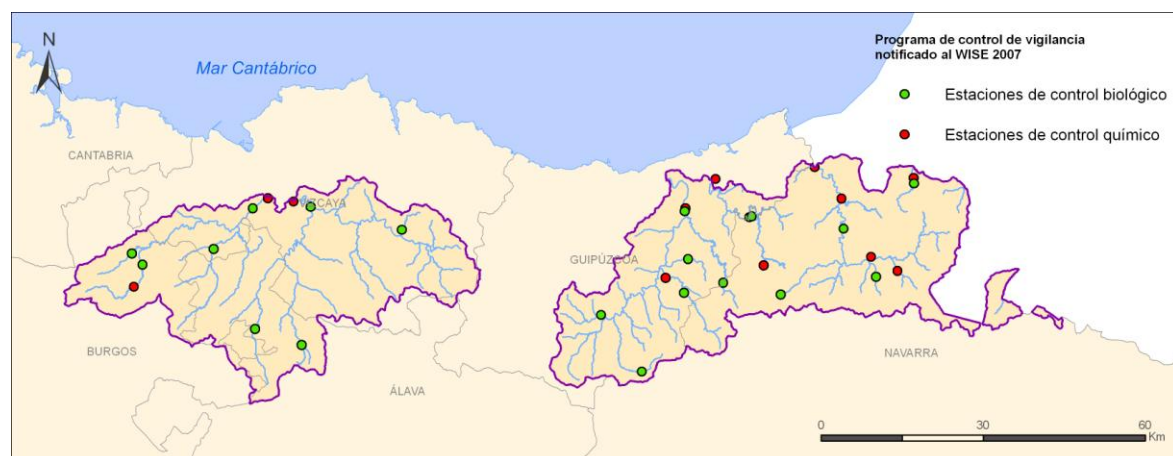 Programa de control de vigilancia
notificado al WISE 2007
N
Mar Cantábrico
Estaciones de control biológico
Estaciones de control químico
CANTABRIA
VIZCAYA
GUIPÚZCOA
BURGOS
NAVARRA
ÁLAVA
0 30 60
Km